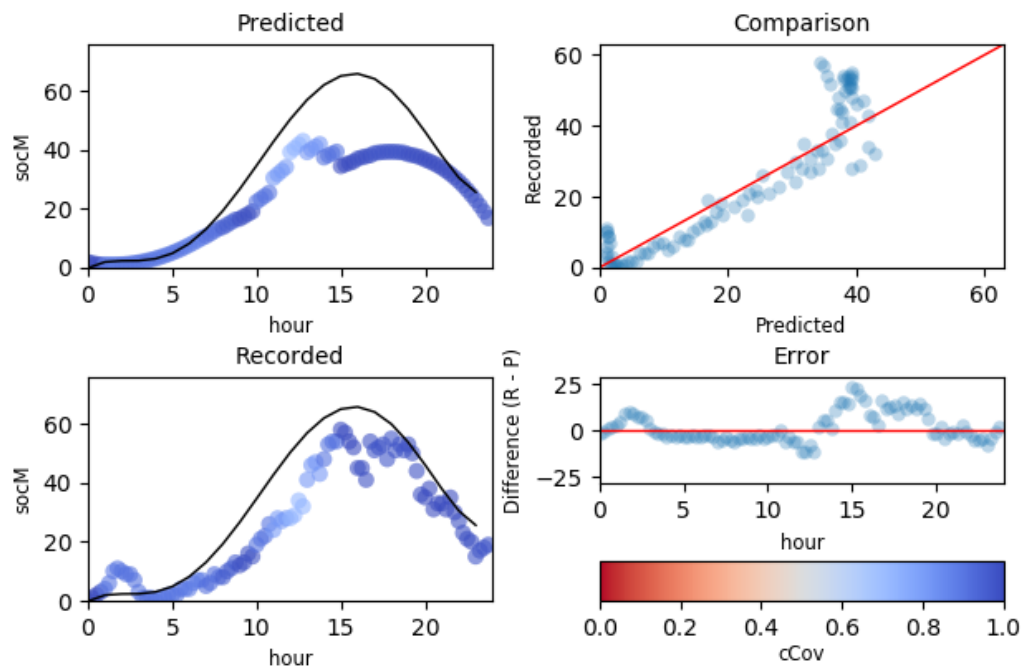 Predicted
60
40
20
0
socM
0 5 10 15 20
hour
Comparison
60
40
20
0
Recorded
0 20 40 60
Predicted
Recorded
60
40
20
0
socM
0 5 10 15 20
hour
Error
25
0
−25
Difference (R - P)
0 5 10 15 20
hour
0.0 0.2 0.4 0.6 0.8 1.0
cCov